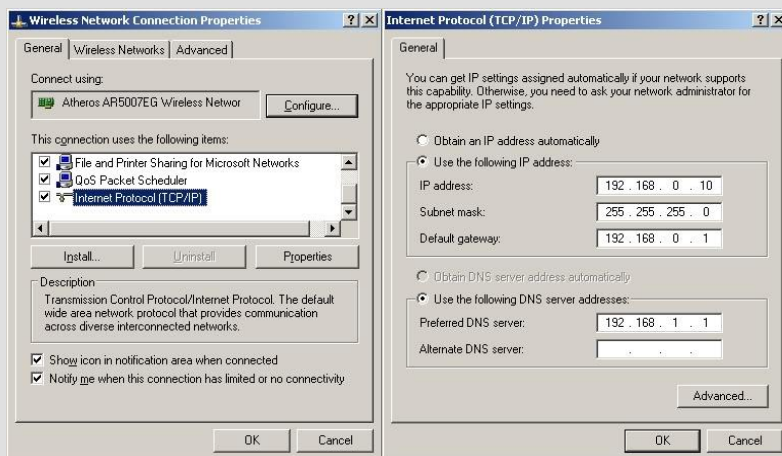 Wireless Network Connection Properties
General
Wireless Networks
Advanced
Connect using:
Atheros AR5007EG Wireless Networ
Configure...
This connection uses the following items:
File and Printer Sharing for Microsoft Networks
QoS Packet Scheduler
Internet Protocol (TCP/IP)
Install...
Uninstall
Properties
Description
Transmission Control Protocol/Internet Protocol. The default
wide area network protocol that provides communication
across diverse interconnected networks.
Show icon in notification area when connected
Notify me when this connection has limited or no connectivity
OK
Cancel
Internet Protocol (TCP/IP) Properties
General
You can get IP settings assigned automatically if your network supports
this capability. Otherwise, you need to ask your network administrator for
the appropriate IP settings.
Obtain an IP address automatically
Use the following IP address:
IP address: 192 . 168 . 0 . 10
Subnet mask: 255 . 255 . 255 . 0
Default gateway: 192 . 168 . 0 . 1
Obtain DNS server address automatically
Use the following DNS server addresses:
Preferred DNS server: 192 . 168 . 1 . 1
Alternate DNS server: . . .
Advanced...
OK
Cancel